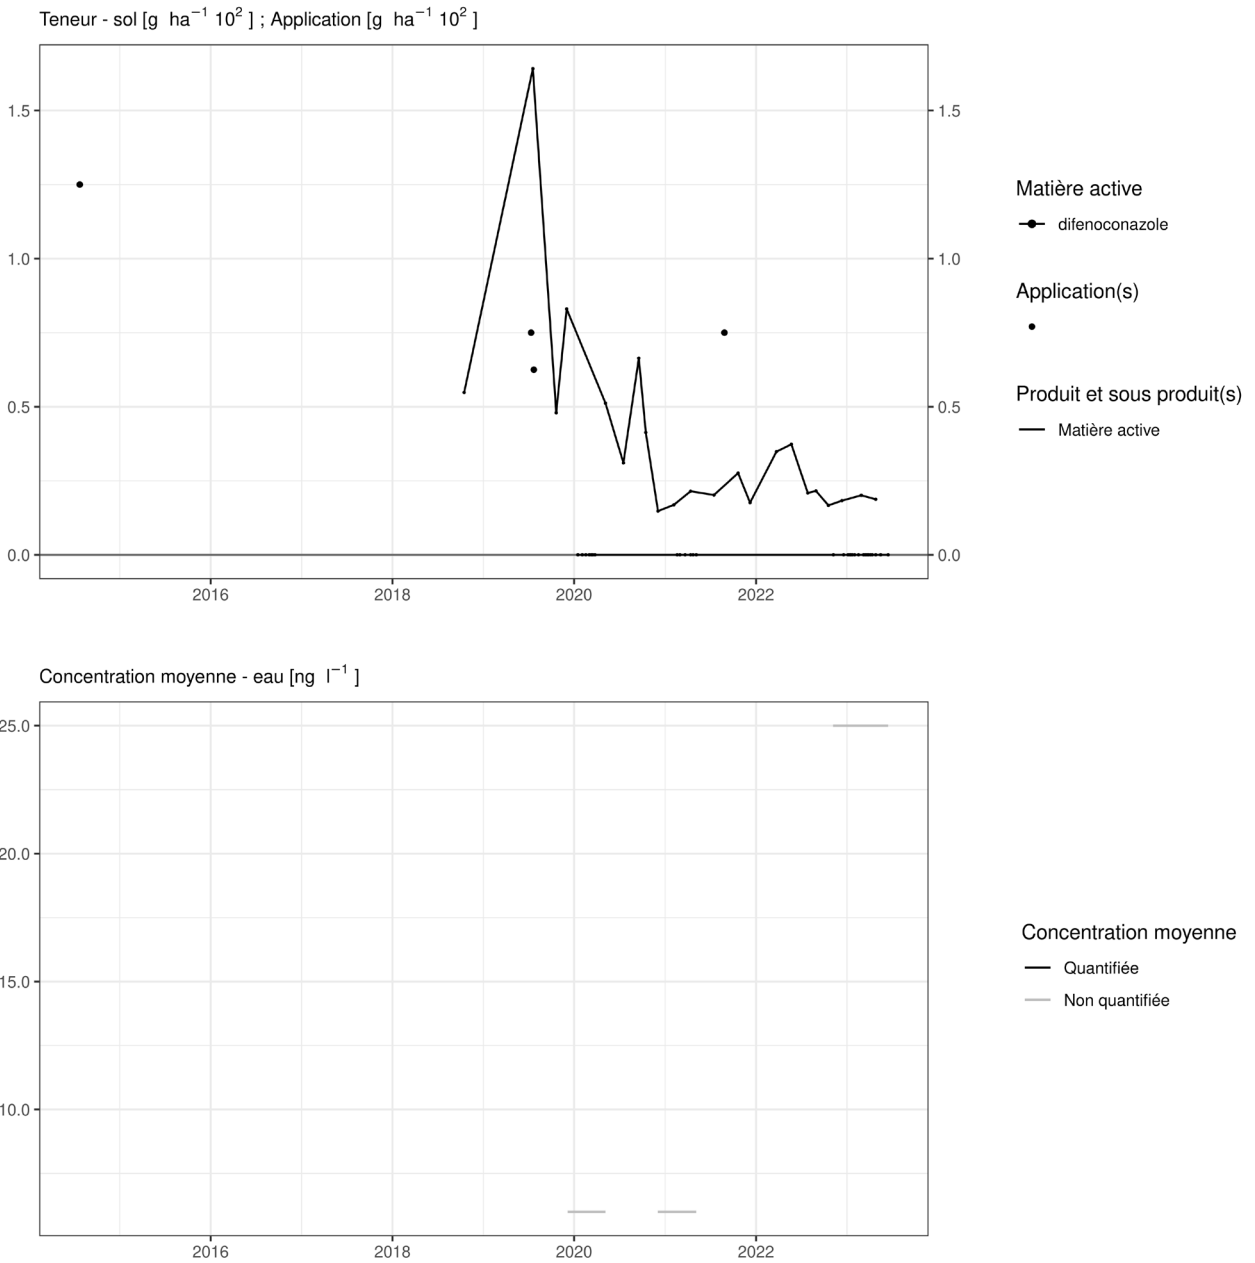 Teneur - sol [g ha⁻¹ 10² ] ; Application [g ha⁻¹ 10² ]
1.5
1.0
0.5
0.0
1.5
1.0
0.5
0.0
2016 2018 2020 2022
Matière active
difenoconazole
Application(s)
Produit et sous produit(s)
Matière active
Concentration moyenne - eau [ng l⁻¹ ]
25.0
20.0
15.0
10.0
2016 2018 2020 2022
Concentration moyenne
Quantifiée
Non quantifiée